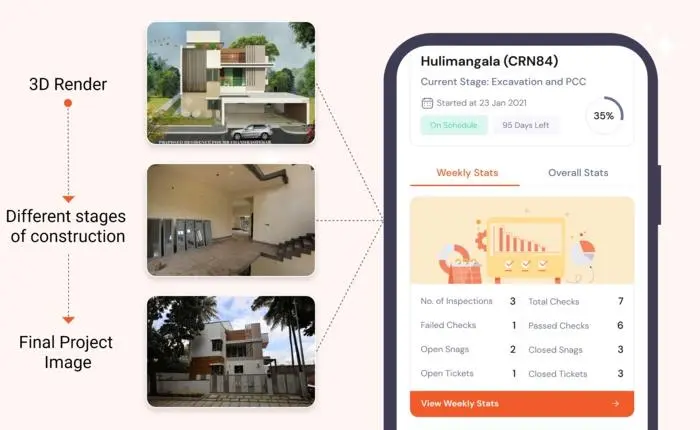 3D Render
Different stages
of construction
Final Project
Image
PROPOSED RESIDENCE FOR MR CHANDRASHEKAR
Hulimangala (CRN84)
Current Stage: Excavation and PCC
Started at 23 Jan 2021
On Schedule
95 Days Left
35%
Weekly Stats
Overall Stats
No. of Inspections 3 Total Checks 7
Failed Checks 1 Passed Checks 6
Open Snags 2 Closed Snags 3
Open Tickets 1 Closed Tickets 3
View Weekly Stats →